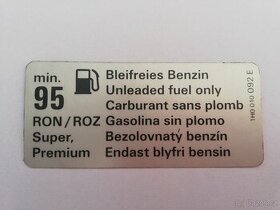 min.
95
RON/ROZ
Super,
Premium
Bleifreies Benzin
Unleaded fuel only
Carburant sans plomb
Gasolina sin plomo
Bezolovnatý benzín
Endast blyfri bensin
1H0 010 092 E